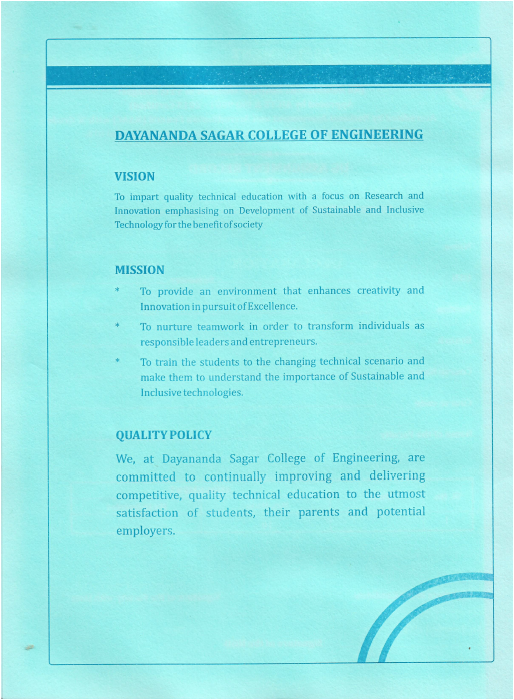 DAYANANDA SAGAR COLLEGE OF ENGINEERING
VISION
To impart quality technical education with a focus on Research and
Innovation emphasising on Development of Sustainable and Inclusive
Technology for the benefit of society
MISSION
* To provide an environment that enhances creativity and
Innovation in pursuit of Excellence.
* To nurture teamwork in order to transform individuals as
responsible leaders and entrepreneurs.
* To train the students to the changing technical scenario and
make them to understand the importance of Sustainable and
Inclusive technologies.
QUALITY POLICY
We, at Dayananda Sagar College of Engineering, are
committed to continually improving and delivering
competitive, quality technical education to the utmost
satisfaction of students, their parents and potential
employers.